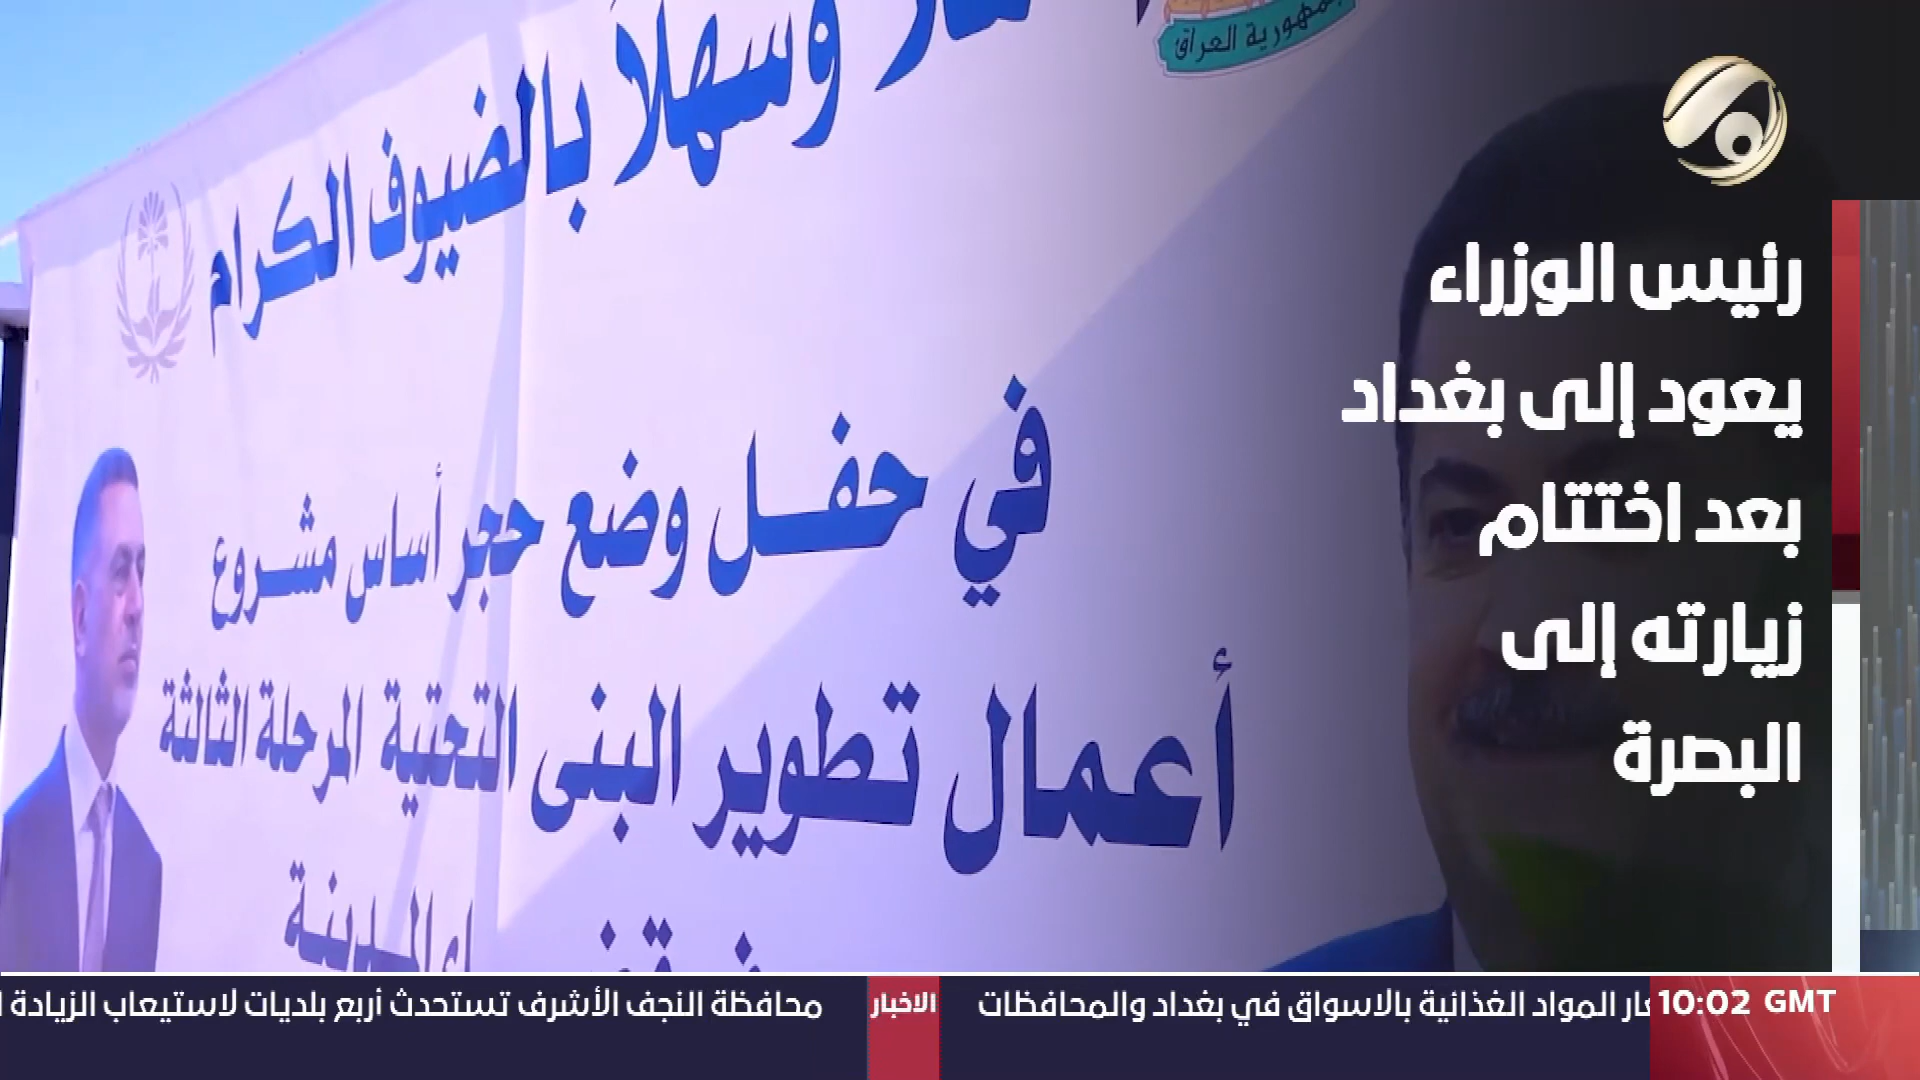 جمهورية العراق
وسهلاً بالضيوف الكرام
في حفل وضع حجر أساس مشروع
أعمال تطوير البنى التحتية المرحلة الثالثة
المدينة
رئيس الوزراء
يعود إلى بغداد
بعد اختتام
زيارته إلى
البصرة
10:02 GMT
المواد الغذائية بالاسواق في بغداد والمحافظات
الاخبار
محافظة النجف الأشرف تستحدث أربع بلديات لاستيعاب الزيادة